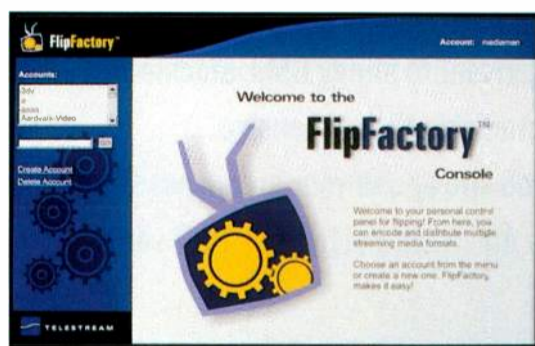 FlipFactory™
Account: mediaman
Accounts:
a
Aardvark-Video
Create Account
Delete Account
TELESTREAM
Welcome to the
FlipFactory™
Console
Welcome to your personal control
panel for flipping! From here, you
can encode and distribute multiple
streaming media formats.
Choose an account from the menu
or create a new one. FlipFactory
makes it easy!